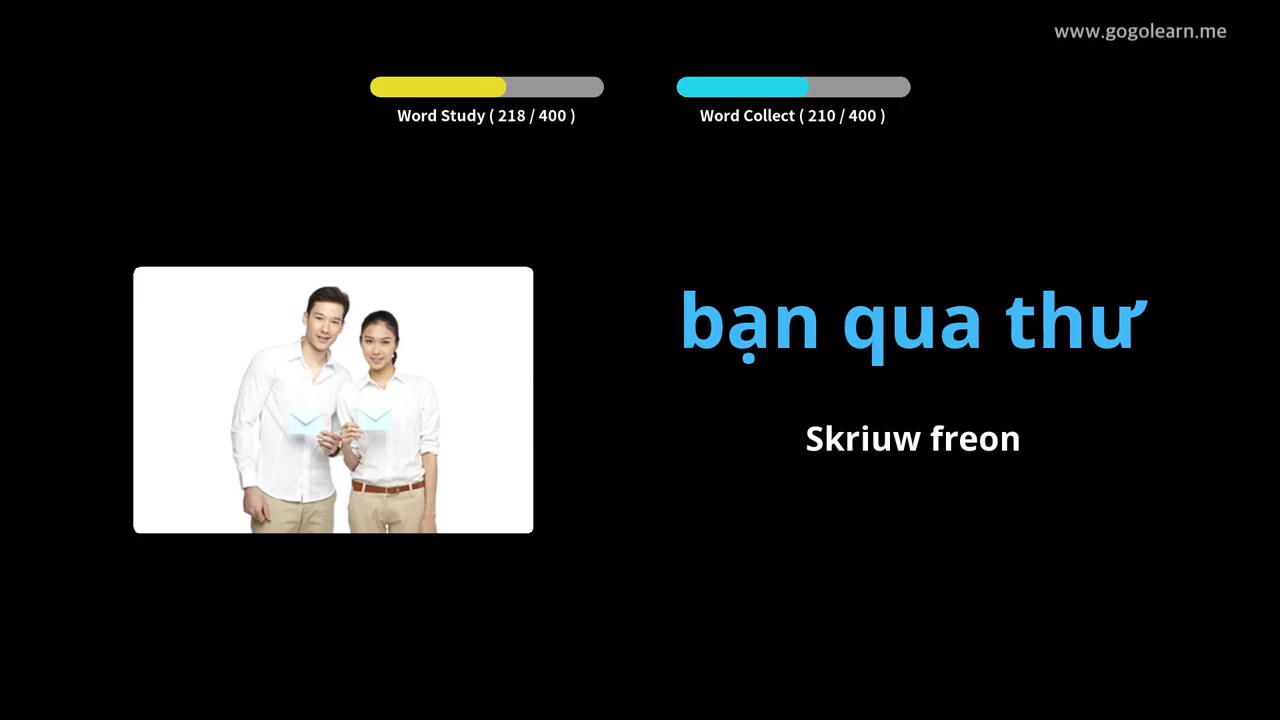 www.gogolearn.me
Word Study ( 218 / 400 )
Word Collect ( 210 / 400 )
bạn qua thư
Skriuw freon